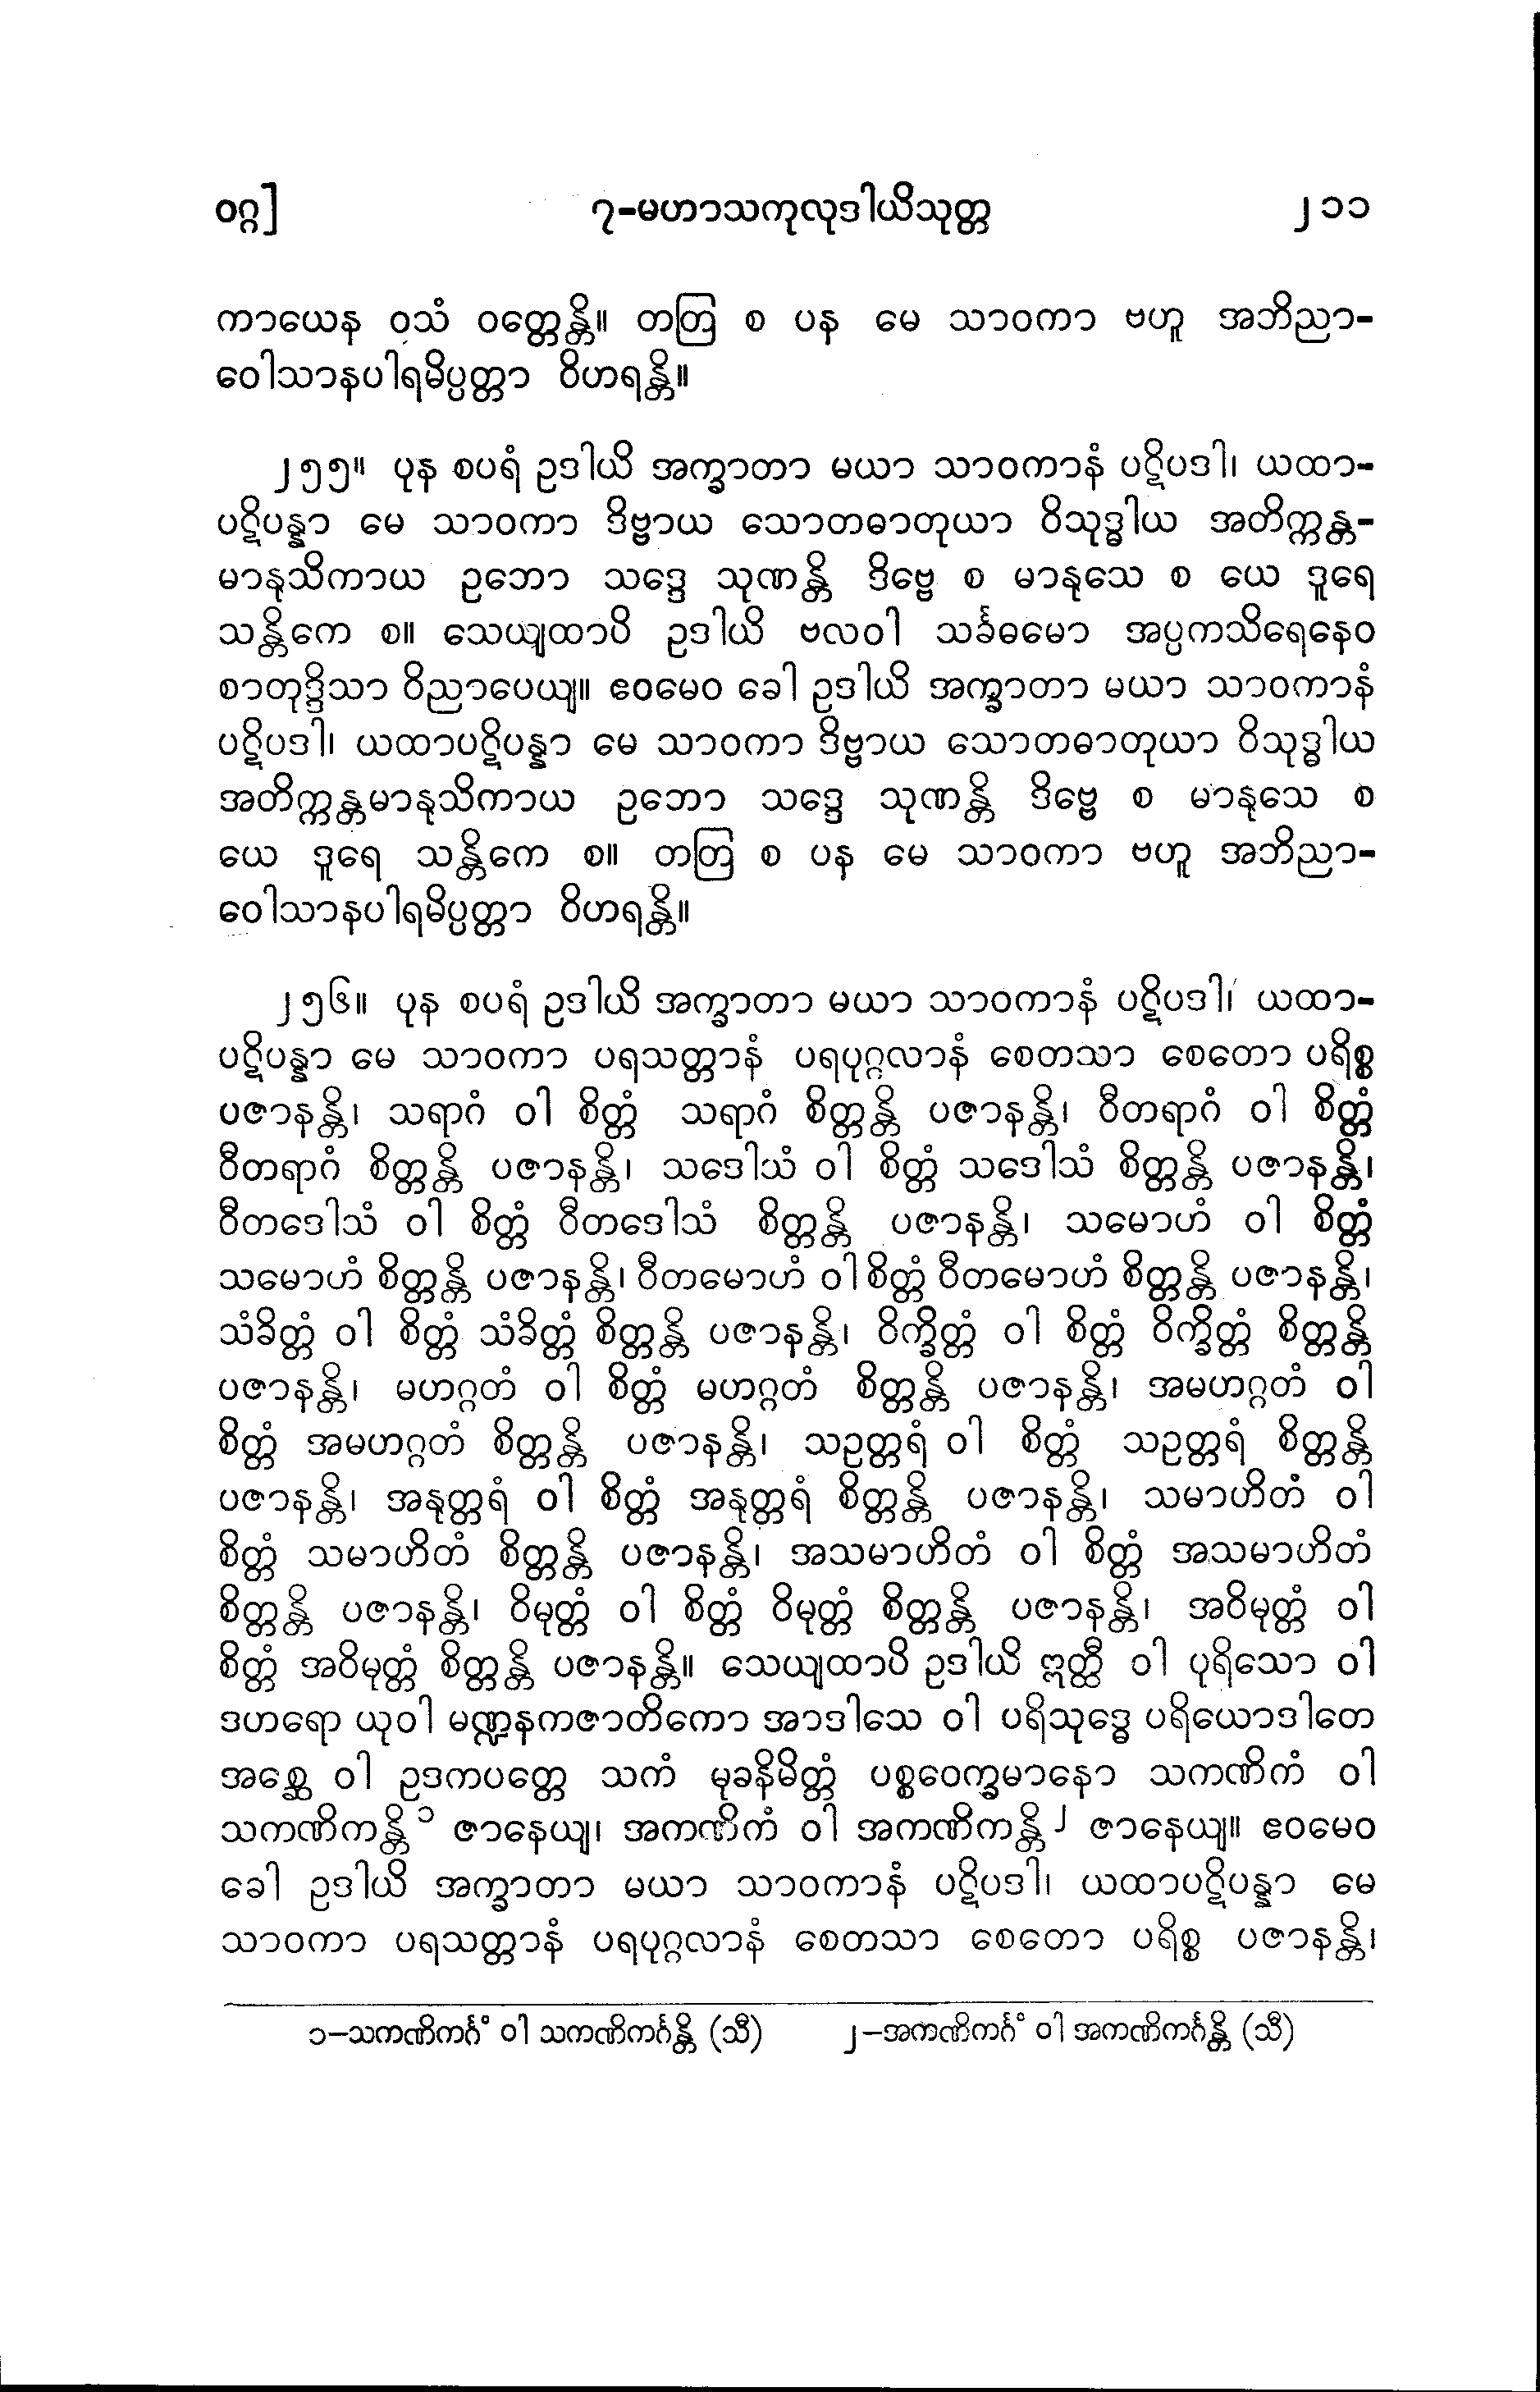 ဝဂ္ဂ]
၇-မဟာသကုလုဒါယိသုတ္တ
၂၁၁
ကာယေန ဝသံ ဝတ္တေန္တိ။ တတြ စ ပန မေ သာဝကာ ဗဟူ အဘိညာ-
ဝေါသာနပါရမိပ္ပတ္တာ ဝိဟရန္တိ။
၂၅၅။ ပုန စပရံ ဥဒါယိ အက္ခာတာ မယာ သာဝကာနံ ပဋိပဒါ၊ ယထာ-
ပဋိပန္နာ မေ သာဝကာ ဒိဗ္ဗာယ သောတဓာတုယာ ဝိသုဒ္ဓါယ အတိက္ကန္တ-
မာနုသိကာယ ဥဘော သဒ္ဒေ သုဏန္တိ ဒိဗ္ဗေ စ မာနုသေ စ ယေ ဒူရေ
သန္တိကေ စ။ သေယျထာပိ ဥဒါယိ ဗလဝါ သင်္ခဓမော အပ္ပကသိရေနေဝ
စာတုဒ္ဒိသာ ဝိညာပေယျ။ ဧဝမေဝ ခေါ ဥဒါယိ အက္ခာတာ မယာ သာဝကာနံ
ပဋိပဒါ၊ ယထာပဋိပန္နာ မေ သာဝကာ ဒိဗ္ဗာယ သောတဓာတုယာ ဝိသုဒ္ဓါယ
အတိက္ကန္တမာနုသိကာယ ဥဘော သဒ္ဒေ သုဏန္တိ ဒိဗ္ဗေ စ မာနုသေ စ
ယေ ဒူရေ သန္တိကေ စ။ တတြ စ ပန မေ သာဝကာ ဗဟူ အဘိညာ-
ဝေါသာနပါရမိပ္ပတ္တာ ဝိဟရန္တိ။
၂၅၆။ ပုန စပရံ ဥဒါယိ အက္ခာတာ မယာ သာဝကာနံ ပဋိပဒါ၊ ယထာ-
ပဋိပန္နာ မေ သာဝကာ ပရသတ္တာနံ ပရပုဂ္ဂလာနံ စေတသာ စေတော ပရိစ္စ
ပဇာနန္တိ၊ သရာဂံ ဝါ စိတ္တံ သရာဂံ စိတ္တန္တိ ပဇာနန္တိ၊ ဝီတရာဂံ ဝါ စိတ္တံ
ဝီတရာဂံ စိတ္တန္တိ ပဇာနန္တိ၊ သဒေါသံ ဝါ စိတ္တံ သဒေါသံ စိတ္တန္တိ ပဇာနန္တိ၊
ဝီတဒေါသံ ဝါ စိတ္တံ ဝီတဒေါသံ စိတ္တန္တိ ပဇာနန္တိ၊ သမောဟံ ဝါ စိတ္တံ
သမောဟံ စိတ္တန္တိ ပဇာနန္တိ၊ ဝီတမောဟံ ဝါ စိတ္တံ ဝီတမောဟံ စိတ္တန္တိ ပဇာနန္တိ၊
သံခိတ္တံ ဝါ စိတ္တံ သံခိတ္တံ စိတ္တန္တိ ပဇာနန္တိ၊ ဝိက္ခိတ္တံ ဝါ စိတ္တံ ဝိက္ခိတ္တံ စိတ္တန္တိ
ပဇာနန္တိ၊ မဟဂ္ဂတံ ဝါ စိတ္တံ မဟဂ္ဂတံ စိတ္တန္တိ ပဇာနန္တိ၊ အမဟဂ္ဂတံ ဝါ
စိတ္တံ အမဟဂ္ဂတံ စိတ္တန္တိ ပဇာနန္တိ၊ သဥတ္တရံ ဝါ စိတ္တံ သဥတ္တရံ စိတ္တန္တိ
ပဇာနန္တိ၊ အနုတ္တရံ ဝါ စိတ္တံ အနုတ္တရံ စိတ္တန္တိ ပဇာနန္တိ၊ သမာဟိတံ ဝါ
စိတ္တံ သမာဟိတံ စိတ္တန္တိ ပဇာနန္တိ၊ အသမာဟိတံ ဝါ စိတ္တံ အသမာဟိတံ
စိတ္တန္တိ ပဇာနန္တိ၊ ဝိမုတ္တံ ဝါ စိတ္တံ ဝိမုတ္တံ စိတ္တန္တိ ပဇာနန္တိ၊ အဝိမုတ္တံ ဝါ
စိတ္တံ အဝိမုတ္တံ စိတ္တန္တိ ပဇာနန္တိ။ သေယျထာပိ ဥဒါယိ ဣတ္ထီ ဝါ ပုရိသော ဝါ
ဒဟရော ယုဝါ မဏ္ဍနကဇာတိကော အာဒါသေ ဝါ ပရိသုဒ္ဓေ ပရိယောဒါတေ
အစ္ဆေ ဝါ ဥဒကပတ္တေ သကံ မုခနိမိတ္တံ ပစ္စဝေက္ခမာနော သကဏိကံ ဝါ
သကဏိကန္တိ၁ ဇာနေယျ၊ အကဏိကံ ဝါ အကဏိကန္တိ၂ ဇာနေယျ။ ဧဝမေဝ
ခေါ ဥဒါယိ အက္ခာတာ မယာ သာဝကာနံ ပဋိပဒါ၊ ယထာပဋိပန္နာ မေ
သာဝကာ ပရသတ္တာနံ ပရပုဂ္ဂလာနံ စေတသာ စေတော ပရိစ္စ ပဇာနန္တိ၊
၁-သကဏိကင်္ဂံ ဝါ သကဏိကင်္ဂန္တိ (သီ) ၂-အကဏိကင်္ဂံ ဝါ အကဏိကင်္ဂန္တိ (သီ)